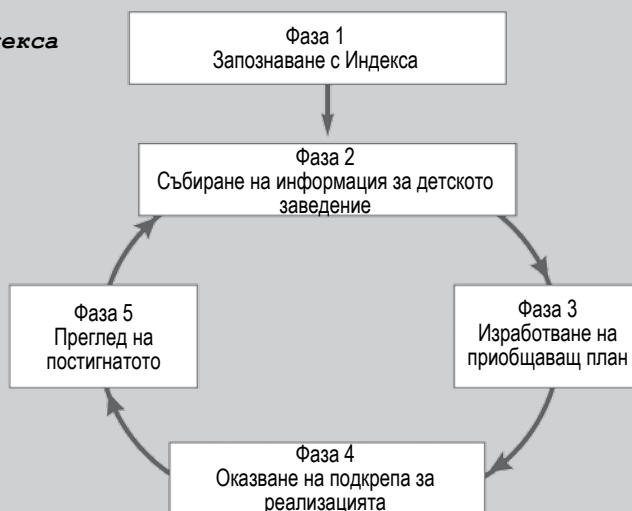 екса
Фаза 1
Запознаване с Индекса
Фаза 2
Събиране на информация за детското
заведение
Фаза 5
Преглед на
постигнатото
Фаза 3
Изработване на
приобщаващ план
Фаза 4
Оказване на подкрепа за
реализацията